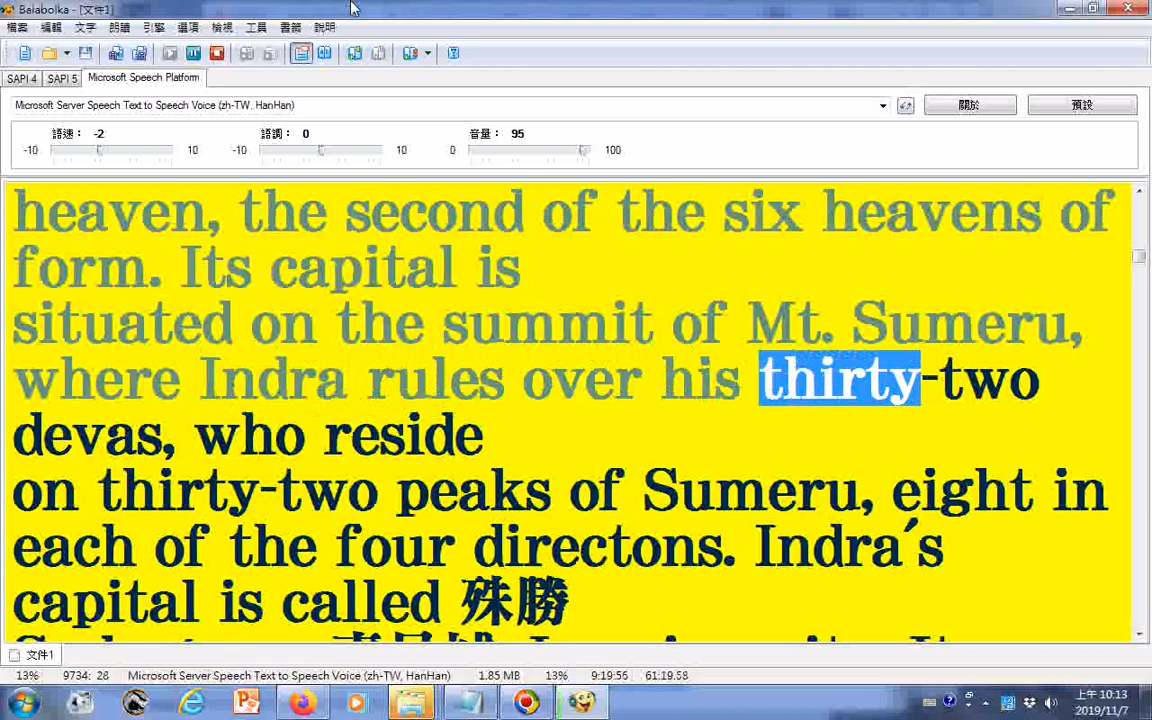 Balabolka - [文件1]
檔案 編輯 文字 朗讀 引擎 選項 檢視 工具 書籤 說明
SAPI 4 SAPI 5 Microsoft Speech Platform
Microsoft Server Speech Text to Speech Voice (zh-TW, HanHan) 關於 預設
語速： -2 語調： 0 音量： 95
-10 10 -10 10 0 100
heaven, the second of the six heavens of
form. Its capital is
situated on the summit of Mt. Sumeru,
where Indra rules over his thirty-two
devas, who reside
on thirty-two peaks of Sumeru, eight in
each of the four directons. Indra´s
capital is called 殊勝
文件1
13% 9734: 28 Microsoft Server Speech Text to Speech Voice (zh-TW, HanHan) 1.85 MB 13% 9:19:55 61:19.58
上午 10:13
2019/11/7